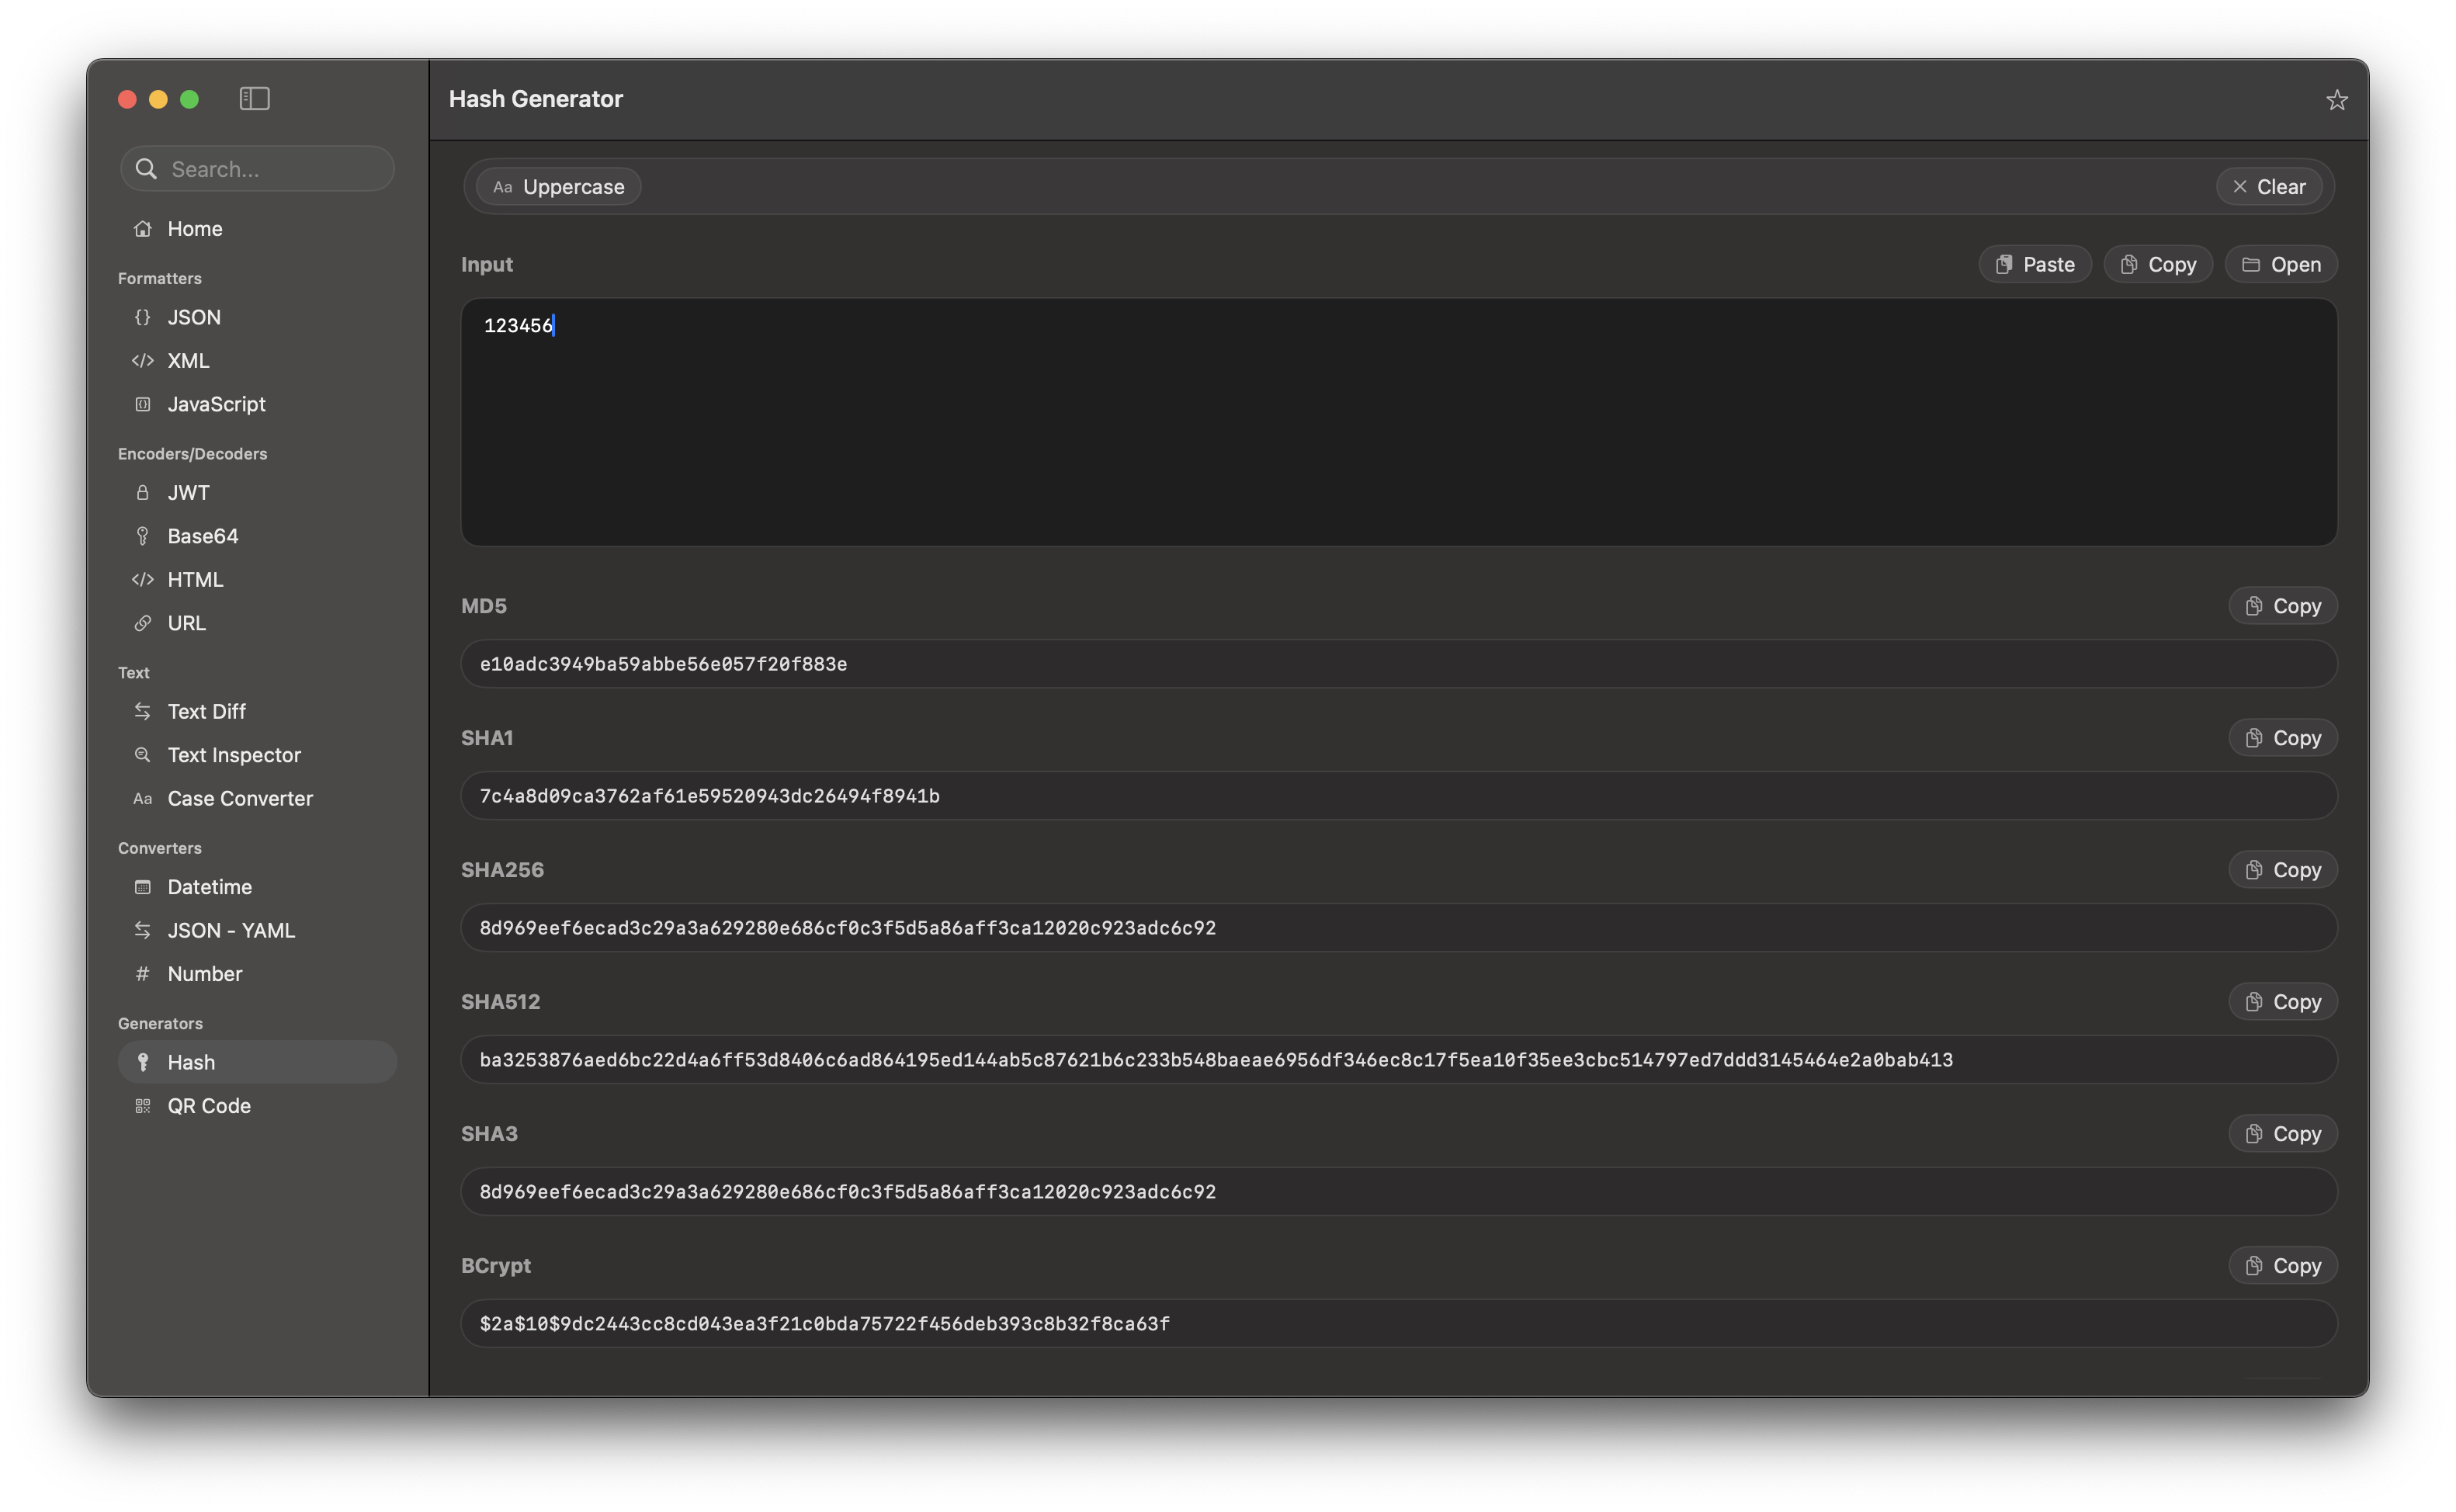 Hash Generator
Search...
Home
Formatters
JSON
XML
JavaScript
Encoders/Decoders
JWT
Base64
HTML
URL
Text
Text Diff
Text Inspector
Aa Case Converter
Converters
Datetime
JSON - YAML
Number
Generators
Hash
QR Code
Aa Uppercase
Clear
Input
Paste
Copy
Open
123456
MD5
Copy
e10adc3949ba59abbe56e057f20f883e
SHA1
Copy
7c4a8d09ca3762af61e59520943dc26494f8941b
SHA256
Copy
8d969eef6ecad3c29a3a629280e686cf0c3f5d5a86aff3ca12020c923adc6c92
SHA512
Copy
ba3253876aed6bc22d4a6ff53d8406c6ad864195ed144ab5c87621b6c233b548baeae6956df346ec8c17f5ea10f35ee3cbc514797ed7ddd3145464e2a0bab413
SHA3
Copy
8d969eef6ecad3c29a3a629280e686cf0c3f5d5a86aff3ca12020c923adc6c92
BCrypt
Copy
$2a$10$9dc2443cc8cd043ea3f21c0bda75722f456deb393c8b32f8ca63f